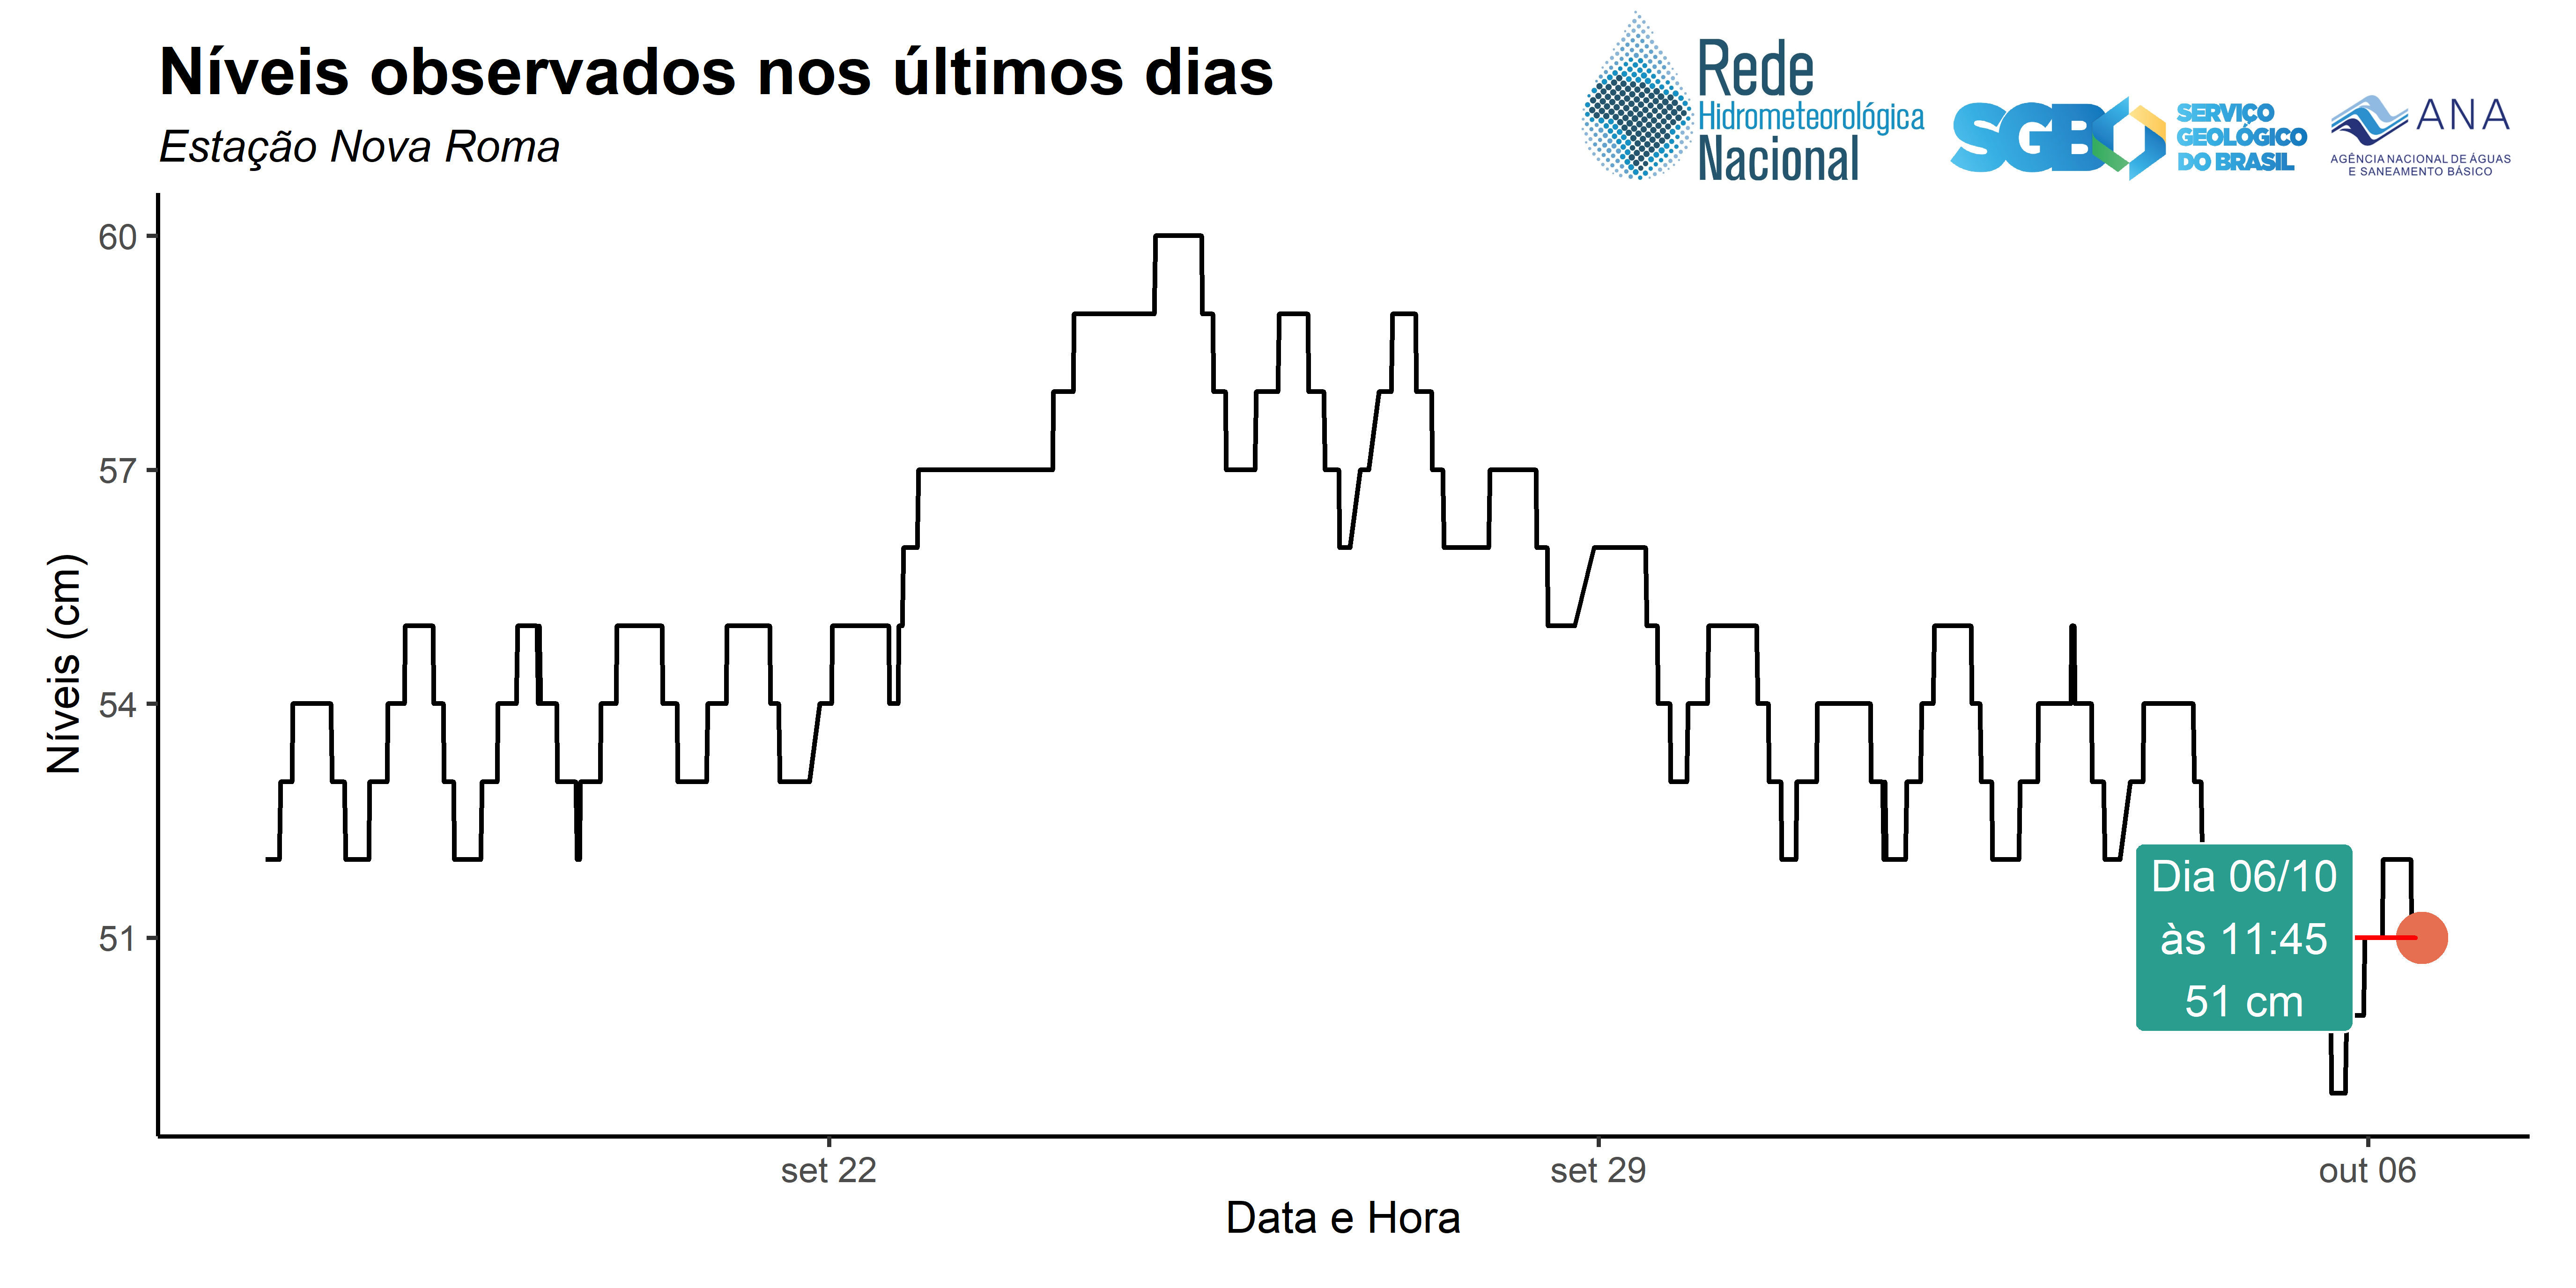 Níveis observados nos últimos dias
Estação Nova Roma
Rede
Hidrometeorológica
Nacional
SGB
SERVIÇO
GEOLÓGICO
DO BRASIL
ANA
AGÊNCIA NACIONAL DE ÁGUAS
E SANEAMENTO BÁSICO
60
57
54
51
Níveis (cm)
Dia 06/10
às 11:45
51 cm
set 22
set 29
out 06
Data e Hora